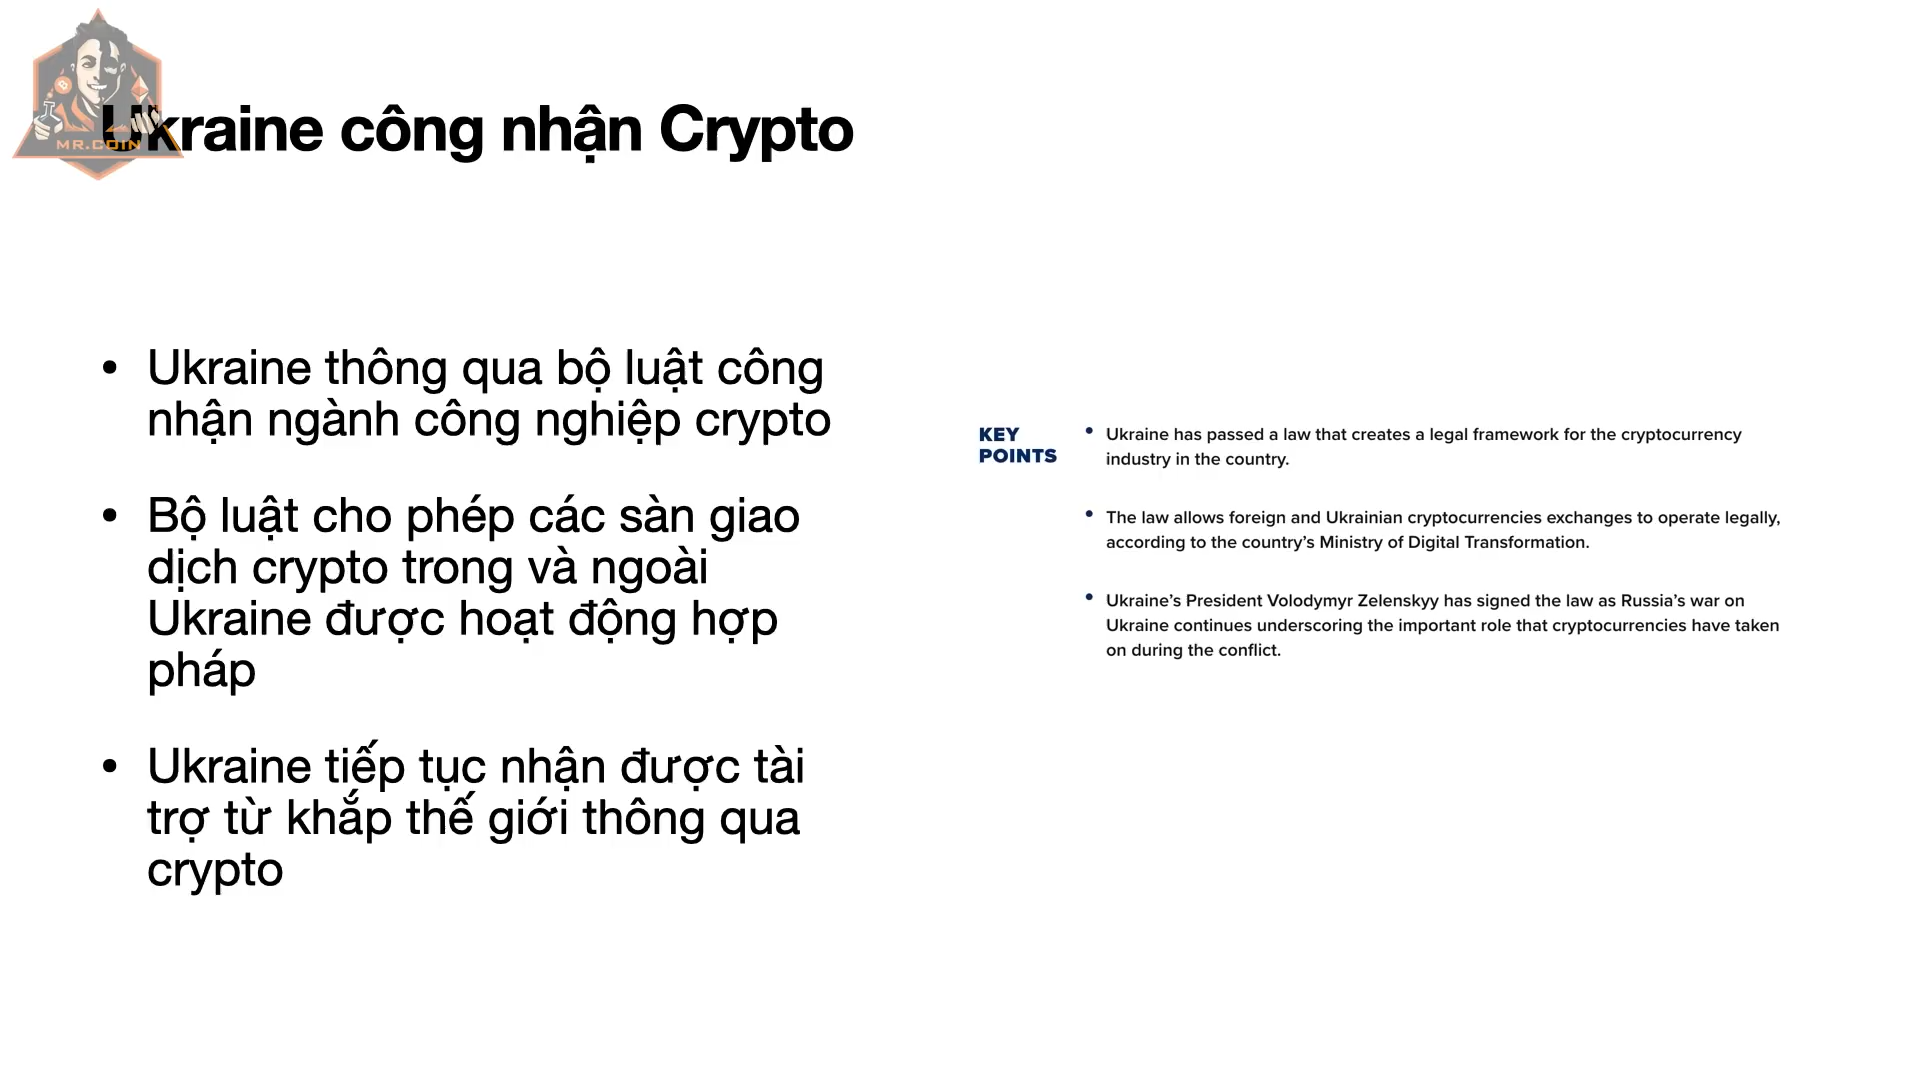 MR.COIN
Ukraine công nhận Crypto
• Ukraine thông qua bộ luật công
nhận ngành công nghiệp crypto
• Bộ luật cho phép các sàn giao
dịch crypto trong và ngoài
Ukraine được hoạt động hợp
pháp
• Ukraine tiếp tục nhận được tài
trợ từ khắp thế giới thông qua
crypto
KEY
POINTS
• Ukraine has passed a law that creates a legal framework for the cryptocurrency
industry in the country.
• The law allows foreign and Ukrainian cryptocurrencies exchanges to operate legally,
according to the country’s Ministry of Digital Transformation.
• Ukraine’s President Volodymyr Zelenskyy has signed the law as Russia’s war on
Ukraine continues underscoring the important role that cryptocurrencies have taken
on during the conflict.